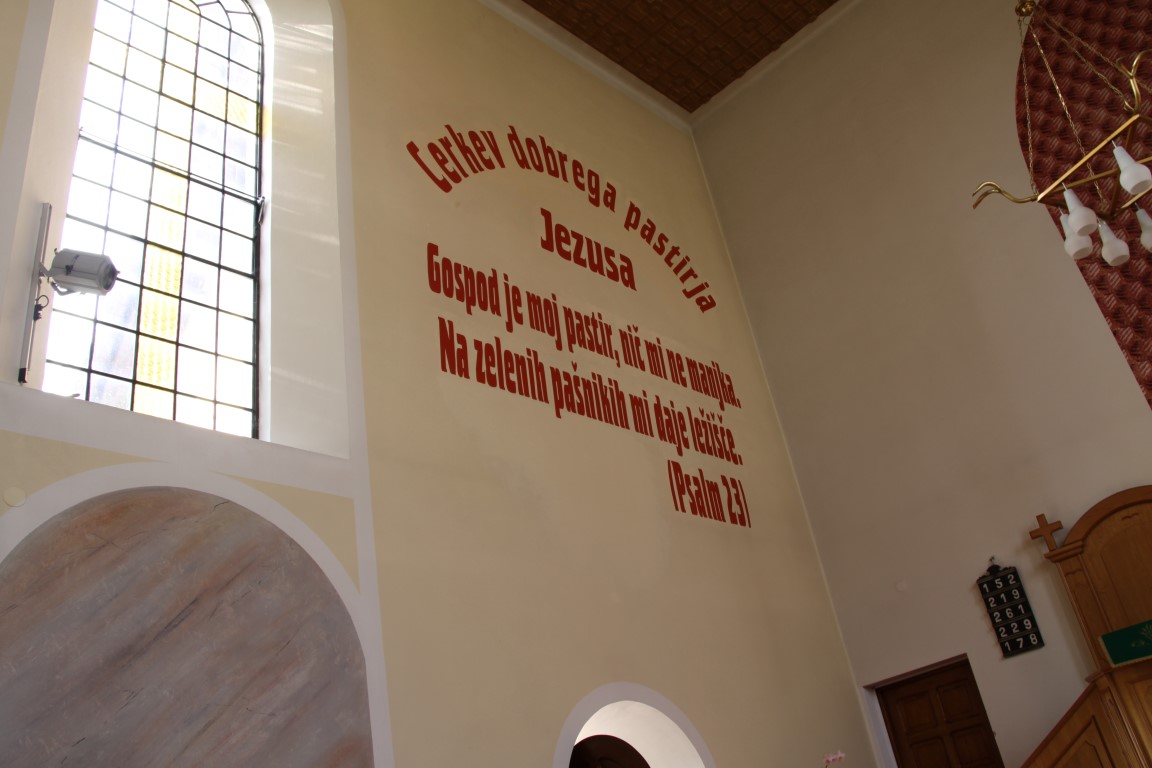 Cerkev dobrega pastirja
Jezusa
Gospod je moj pastir, nič mi ne manjka.
Na zelenih pašnikih mi daje ležišče.
(Psalm 23)
152
219
261
229
178